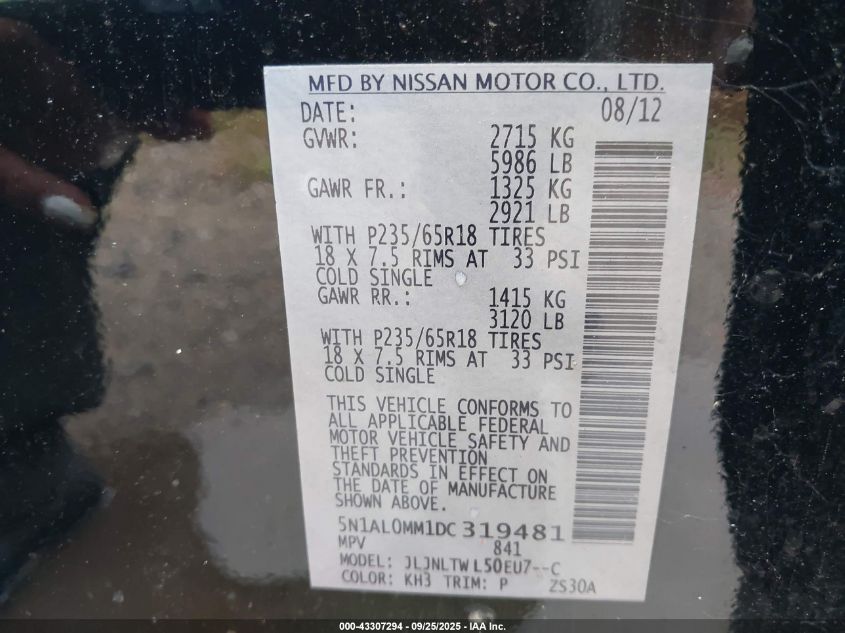 MFD BY NISSAN MOTOR CO., LTD.
DATE: 08/12
GVWR: 2715 KG
5986 LB
GAWR FR.: 1325 KG
2921 LB
WITH P235/65R18 TIRES
18 X 7.5 RIMS AT 33 PSI
COLD SINGLE
GAWR RR.: 1415 KG
3120 LB
WITH P235/65R18 TIRES
18 X 7.5 RIMS AT 33 PSI
COLD SINGLE
THIS VEHICLE CONFORMS TO
ALL APPLICABLE FEDERAL
MOTOR VEHICLE SAFETY AND
THEFT PREVENTION
STANDARDS IN EFFECT ON
THE DATE OF MANUFACTURE
SHOWN ABOVE.
5N1AL0MM1DC319481
MPV 841
MODEL: JLJNLTWL50EU7--C
COLOR: KH3 TRIM: P ZS30A
000-43307294 - 09/25/2025 - IAA Inc.